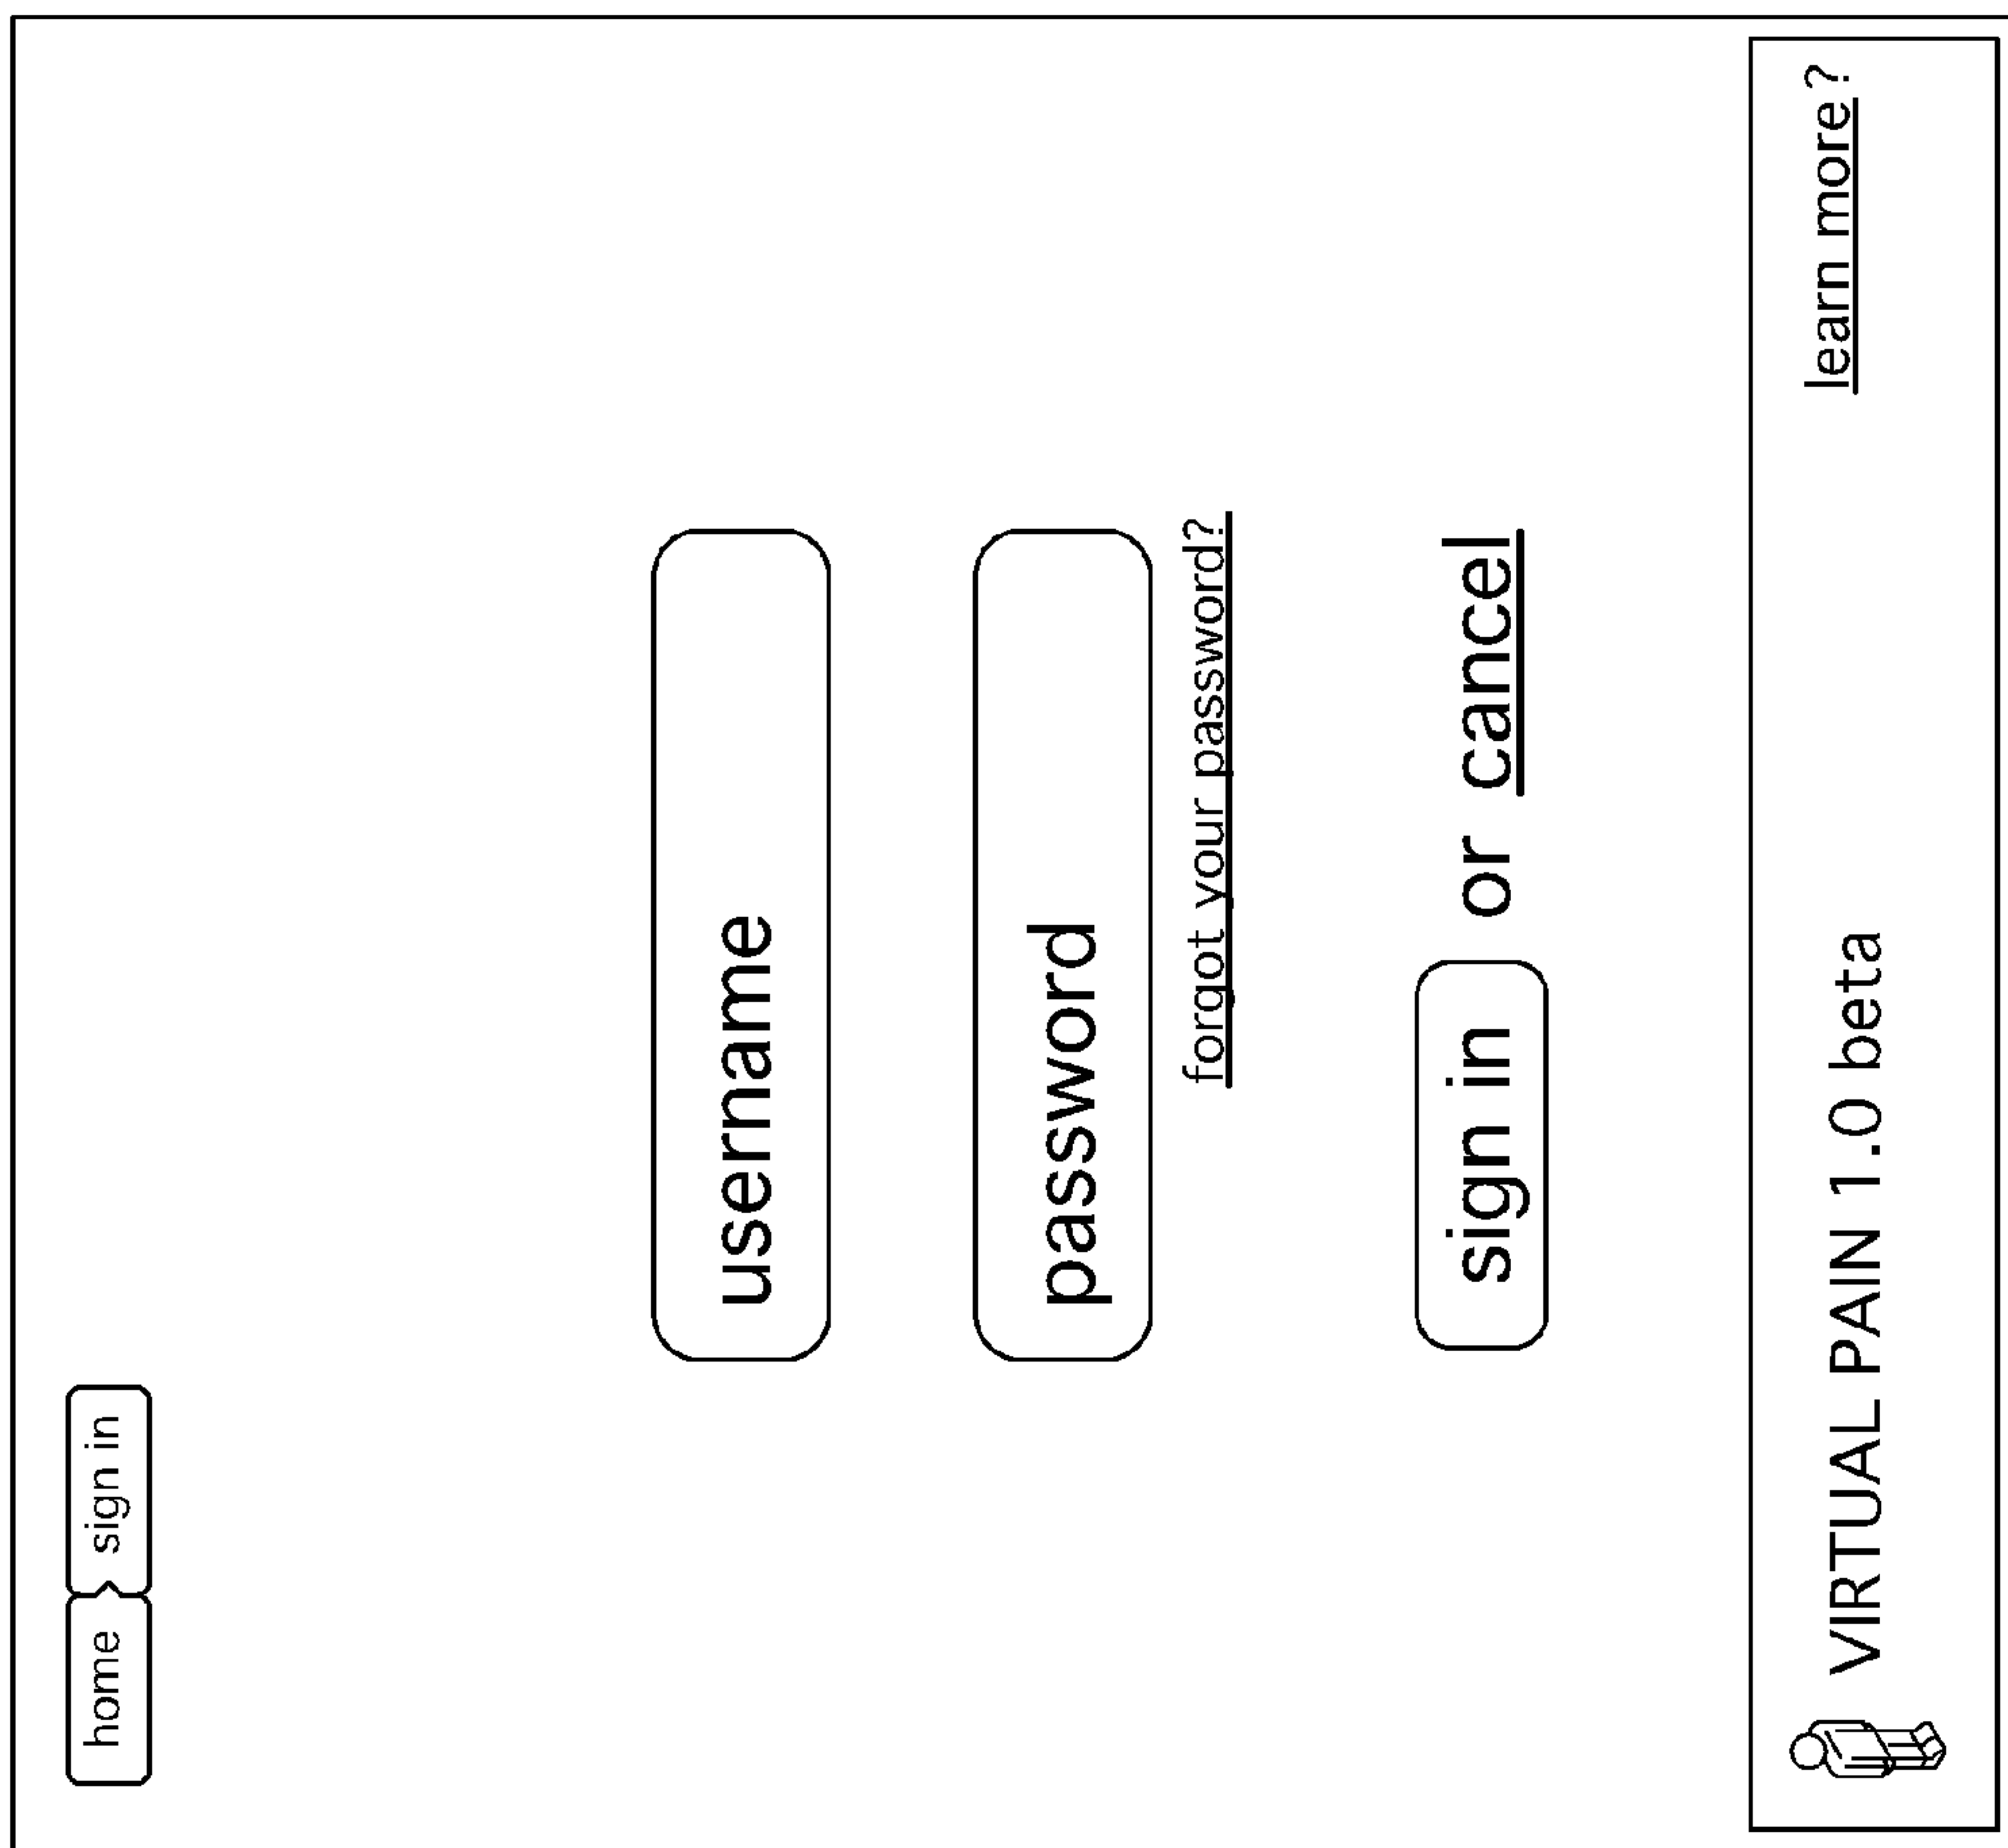 home sign in
username
password
forgot your password?
sign in or cancel
VIRTUAL PAIN 1.0 beta learn more?